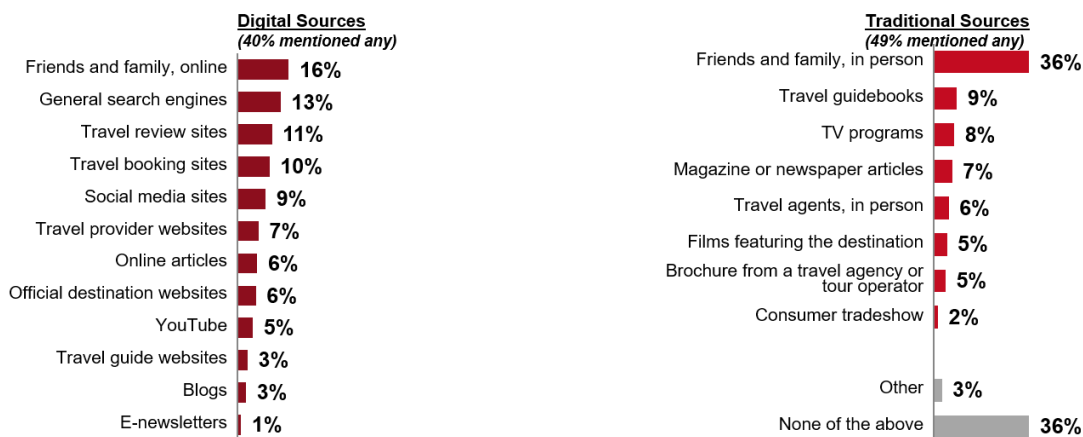 Digital Sources
(40% mentioned any)
Friends and family, online 16%
General search engines 13%
Travel review sites 11%
Travel booking sites 10%
Social media sites 9%
Travel provider websites 7%
Online articles 6%
Official destination websites 6%
YouTube 5%
Travel guide websites 3%
Blogs 3%
E-newsletters 1%
Traditional Sources
(49% mentioned any)
Friends and family, in person 36%
Travel guidebooks 9%
TV programs 8%
Magazine or newspaper articles 7%
Travel agents, in person 6%
Films featuring the destination 5%
Brochure from a travel agency or
tour operator 5%
Consumer tradeshow 2%
Other 3%
None of the above 36%